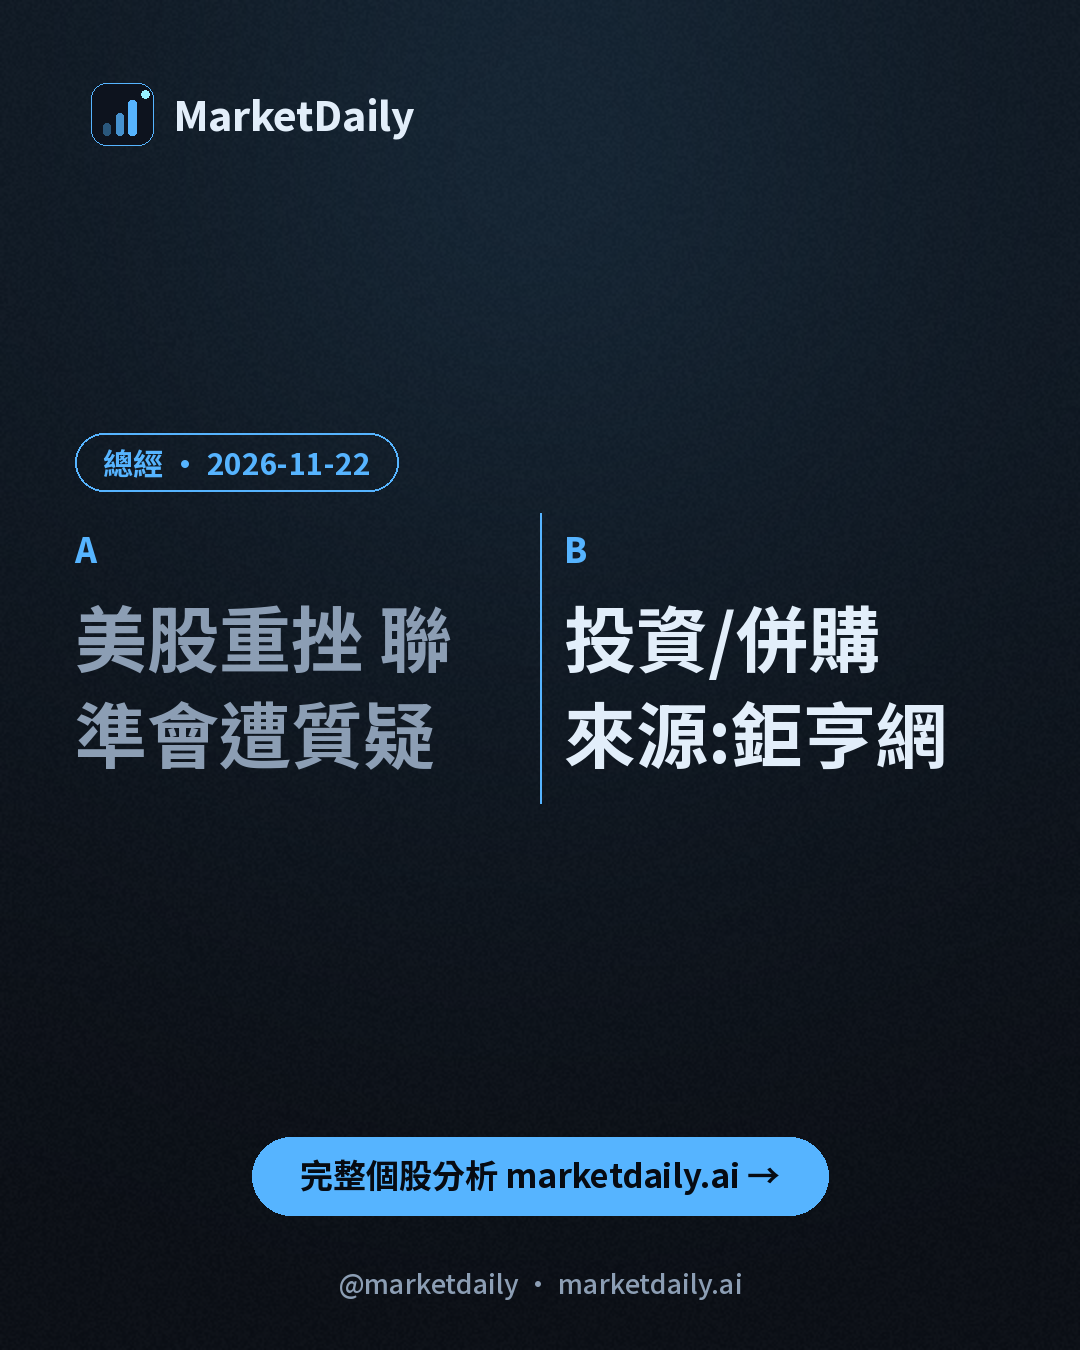 MarketDaily
總經 • 2026-11-22
A
美股重挫 聯
準會遭質疑
B
投資/併購
來源:鉅亨網
完整個股分析 marketdaily.ai →
@marketdaily • marketdaily.ai